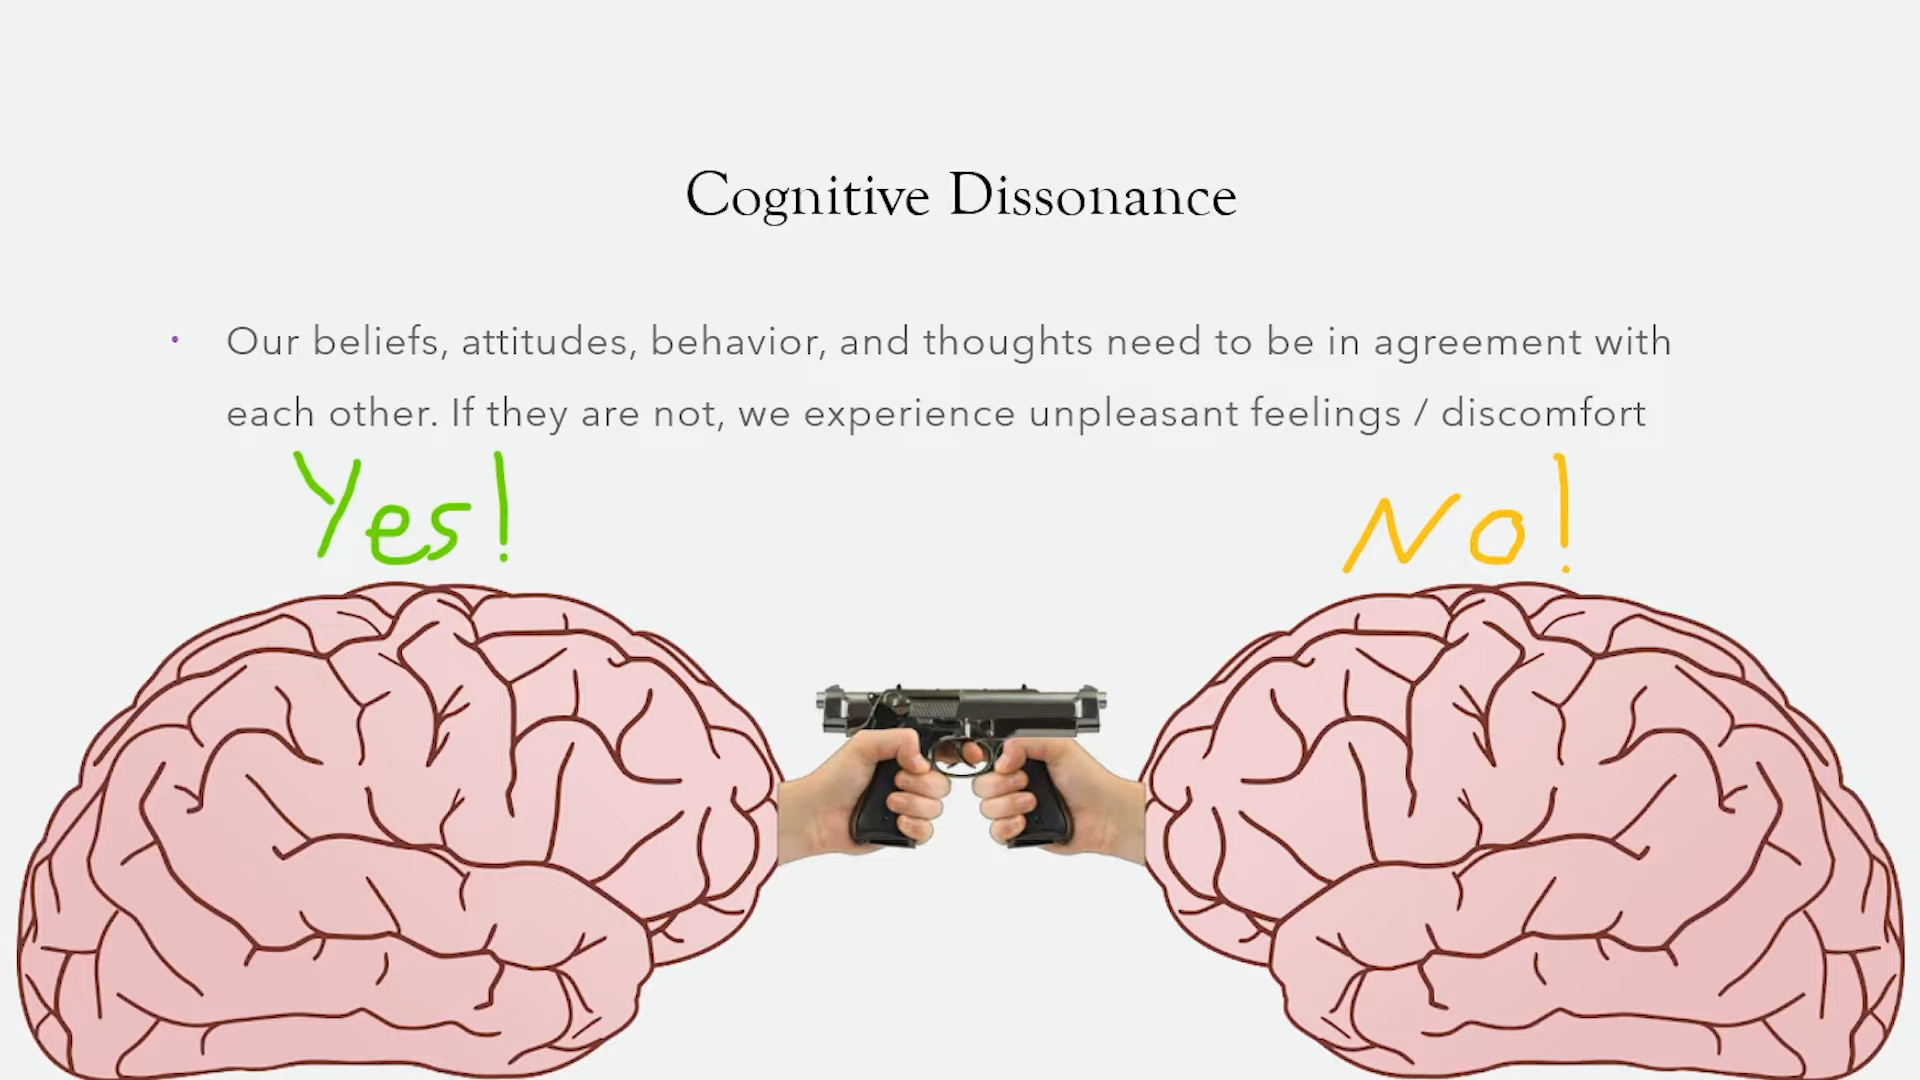 Cognitive Dissonance
• Our beliefs, attitudes, behavior, and thoughts need to be in agreement with
each other. If they are not, we experience unpleasant feelings / discomfort
Yes! No!